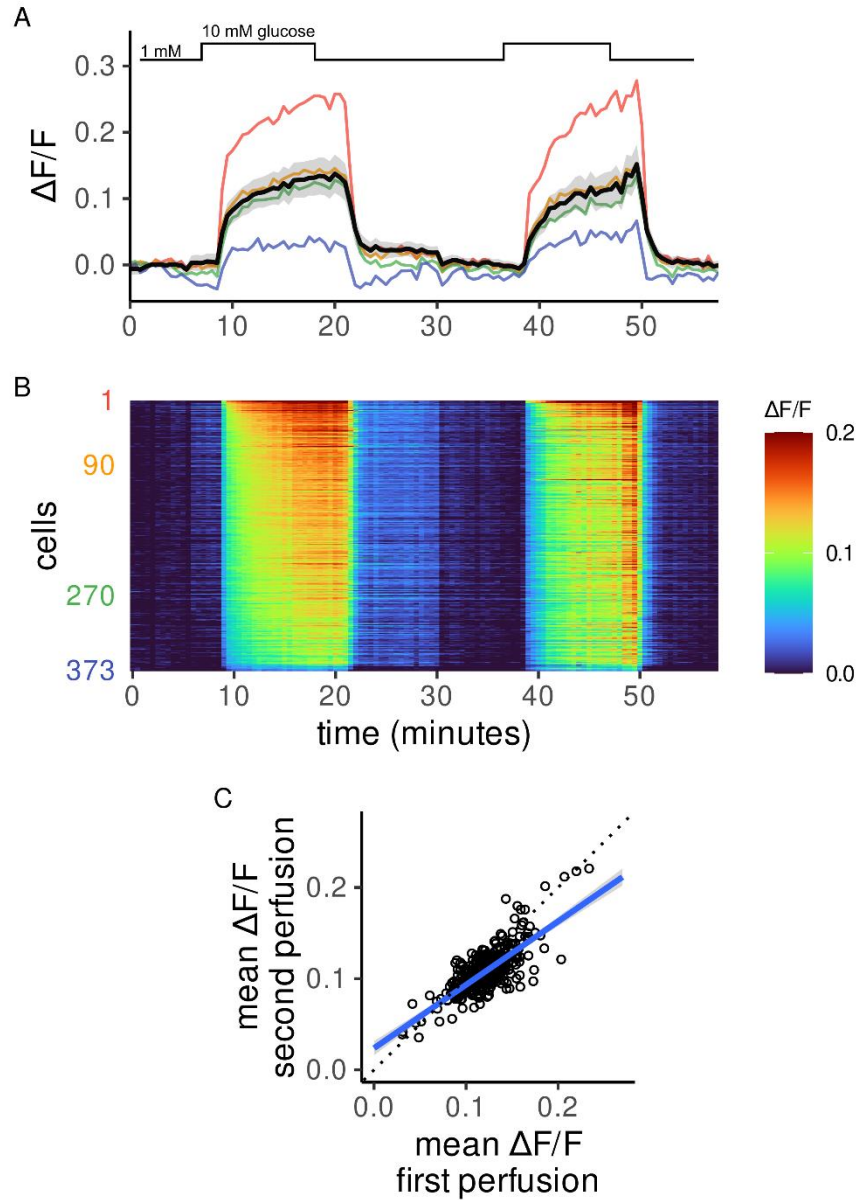 A
10 mM glucose
1 mM
0.3
0.2
0.1
0.0
ΔF/F
0 10 20 30 40 50
B
1
90
270
373
cells
0 10 20 30 40 50
time (minutes)
ΔF/F
0.2
0.1
0.0
C
mean ΔF/F
second perfusion
0.2
0.1
0.0
0.0 0.1 0.2
mean ΔF/F
first perfusion